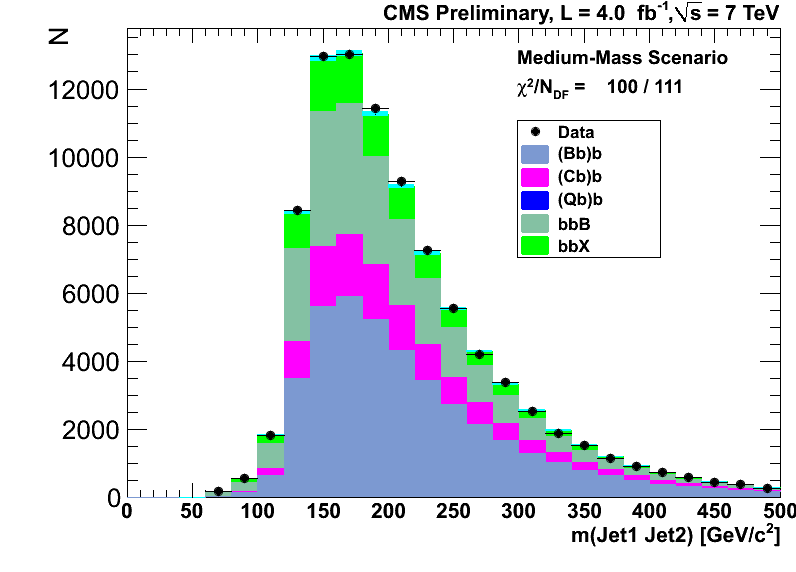 CMS Preliminary, L = 4.0 fb⁻¹, √s = 7 TeV
N
Medium-Mass Scenario
χ²/N_DF = 100 / 111
Data
(Bb)b
(Cb)b
(Qb)b
bbB
bbX
12000
10000
8000
6000
4000
2000
0
0 50 100 150 200 250 300 350 400 450 500
m(Jet1 Jet2) [GeV/c²]